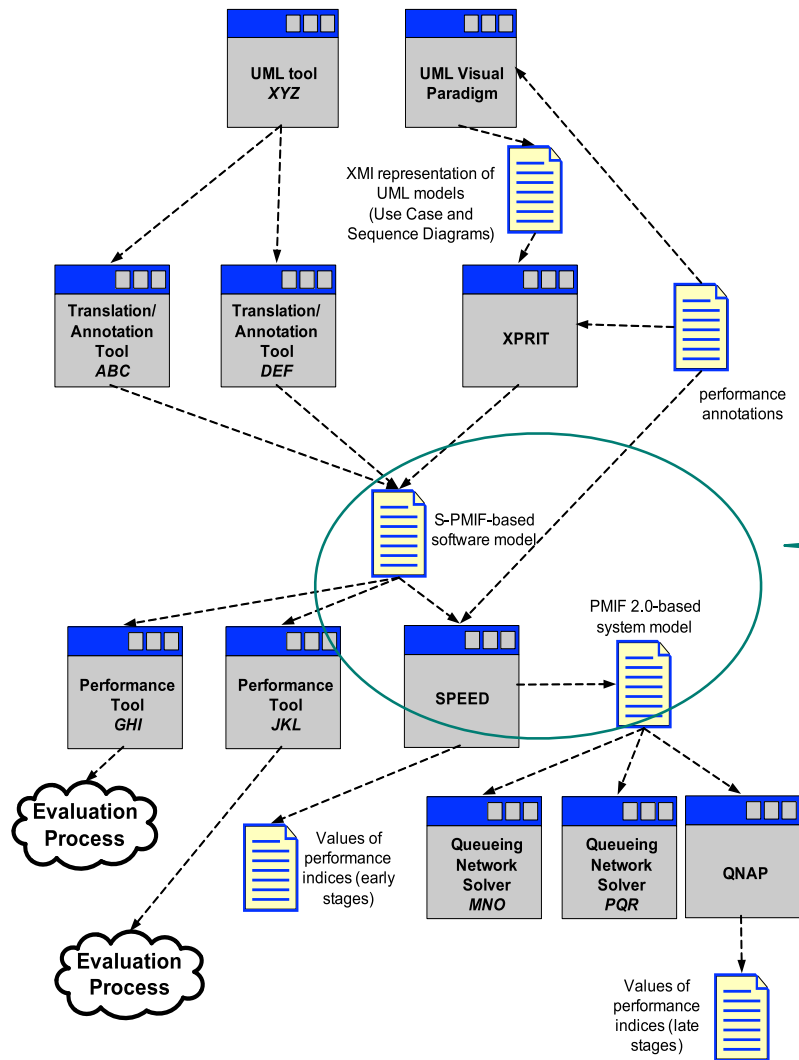 UML tool
XYZ
UML Visual
Paradigm
XMI representation of
UML models
(Use Case and
Sequence Diagrams)
Translation/
Annotation
Tool
ABC
Translation/
Annotation
Tool
DEF
XPRIT
performance
annotations
S-PMIF-based
software model
PMIF 2.0-based
system model
Performance
Tool
GHI
Performance
Tool
JKL
SPEED
Evaluation
Process
Values of
performance
indices (early
stages)
Queueing
Network
Solver
MNO
Queueing
Network
Solver
PQR
QNAP
Evaluation
Process
Values of
performance
indices (late
stages)